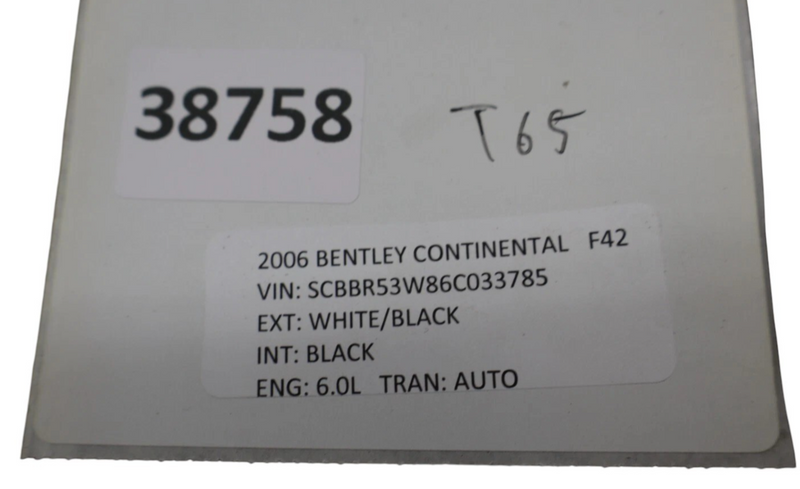 38758
T65
2006 BENTLEY CONTINENTAL F42
VIN: SCBBR53W86C033785
EXT: WHITE/BLACK
INT: BLACK
ENG: 6.0L TRAN: AUTO